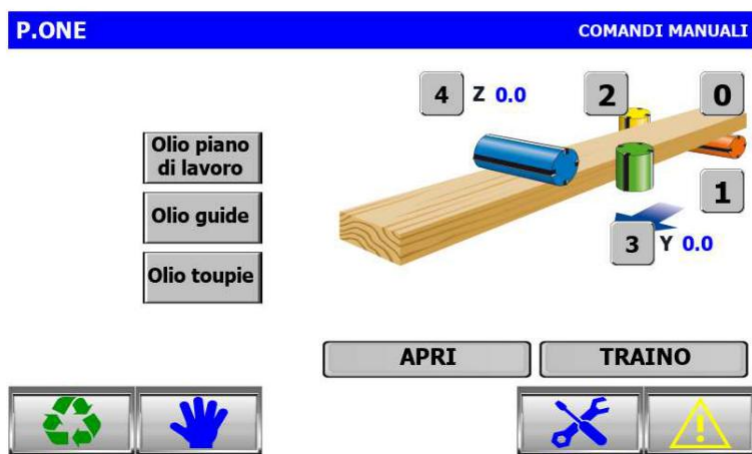 P.ONE
COMANDI MANUALI
4 Z 0.0
2
0
Olio piano
di lavoro
1
Olio guide
3 Y 0.0
Olio toupie
APRI
TRAINO